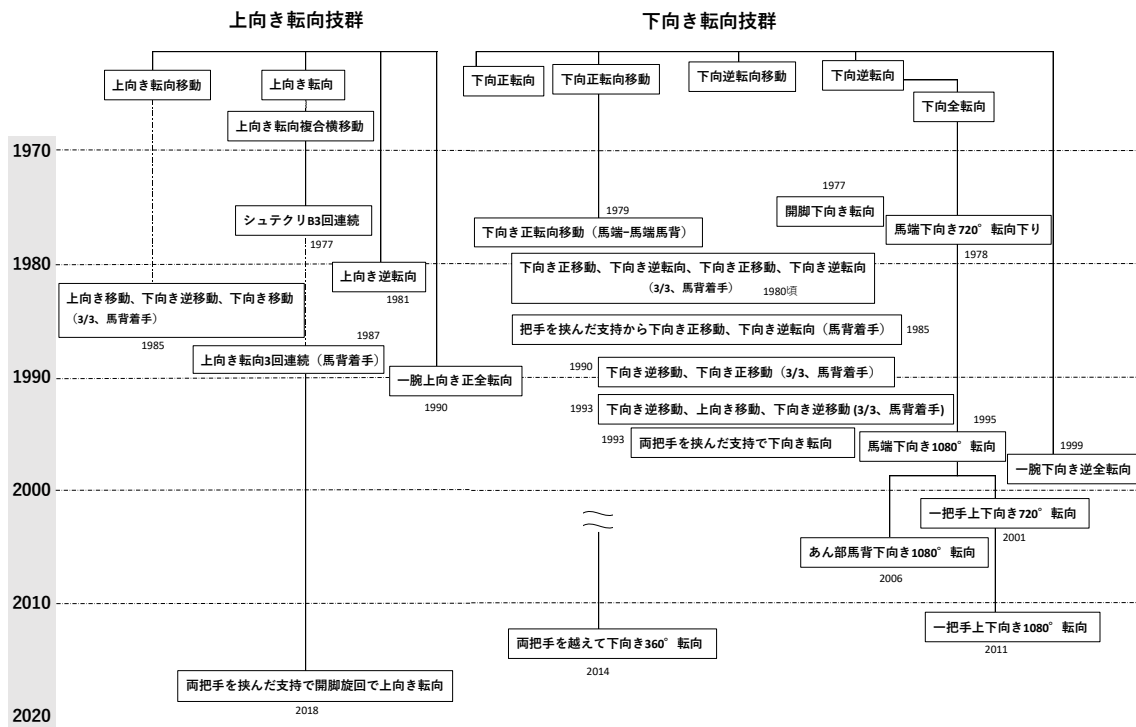 上向き転向技群
下向き転向技群
上向き転向移動
上向き転向
下向正転向
下向正転向移動
下向逆転向移動
下向逆転向
下向全転向
上向き転向複合横移動
1970
1977
開脚下向き転向
シュテクリB3回連続
1977
1979
下向き正転向移動（馬端−馬端馬背）
馬端下向き720°転向下り
1978
1980
上向き逆転向
1981
下向き正移動、下向き逆転向、下向き正移動、下向き逆転向
（3/3、馬背着手）
1980頃
上向き移動、下向き逆移動、下向き移動
（3/3、馬背着手）
1985
把手を挟んだ支持から下向き正移動、下向き逆転向（馬背着手）
1985
1987
上向き転向3回連続（馬背着手）
1990
下向き逆移動、下向き正移動（3/3、馬背着手）
1990
一腕上向き正全転向
1990
1993
下向き逆移動、上向き移動、下向き逆移動 (3/3、馬背着手)
1993
両把手を挟んだ支持で下向き転向
1995
馬端下向き1080°転向
1999
一腕下向き逆全転向
2000
一把手上下向き720°転向
2001
あん部馬背下向き1080°転向
2006
2010
一把手上下向き1080°転向
2011
両把手を越えて下向き360°転向
2014
両把手を挟んだ支持で開脚旋回で上向き転向
2018
2020